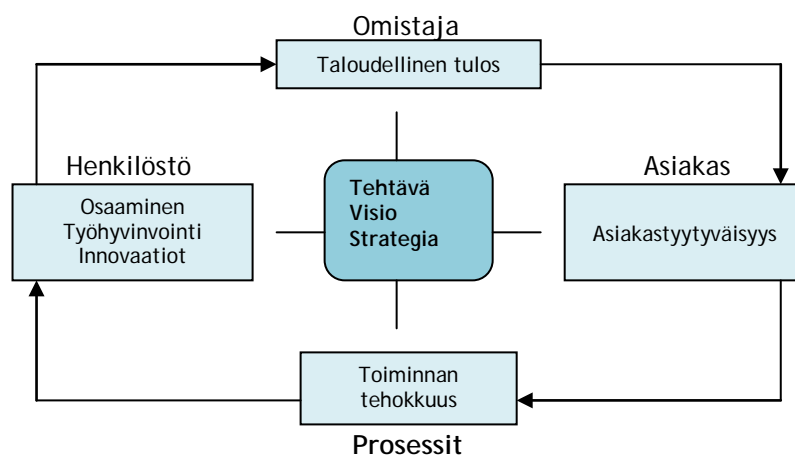 Omistaja
Taloudellinen tulos
Henkilöstö
Osaaminen
Työhyvinvointi
Innovaatiot
Tehtävä
Visio
Strategia
Asiakas
Asiakastyytyväisyys
Toiminnan
tehokkuus
Prosessit